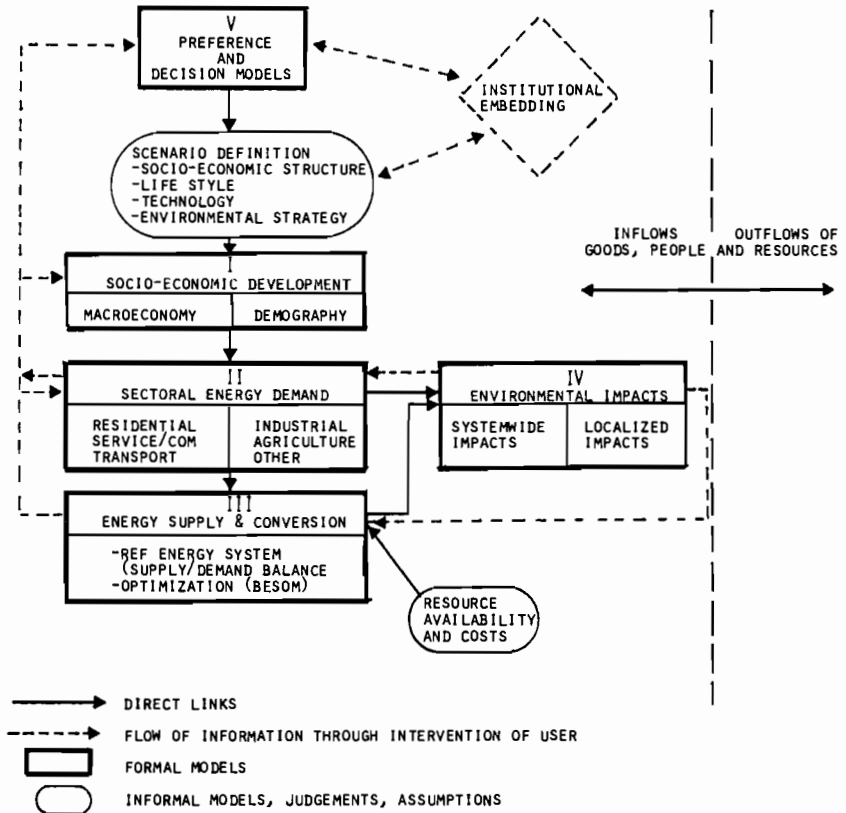 V
PREFERENCE
AND
DECISION MODELS
INSTITUTIONAL
EMBEDDING
SCENARIO DEFINITION
-SOCIO-ECONOMIC STRUCTURE
-LIFE STYLE
-TECHNOLOGY
-ENVIRONMENTAL STRATEGY
INFLOWS OUTFLOWS OF
GOODS, PEOPLE AND RESOURCES
I
SOCIO-ECONOMIC DEVELOPMENT
MACROECONOMY
DEMOGRAPHY
II
SECTORAL ENERGY DEMAND
RESIDENTIAL
SERVICE/COM
TRANSPORT
INDUSTRIAL
AGRICULTURE
OTHER
IV
ENVIRONMENTAL IMPACTS
SYSTEMWIDE
IMPACTS
LOCALIZED
IMPACTS
III
ENERGY SUPPLY & CONVERSION
-REF ENERGY SYSTEM
(SUPPLY/DEMAND BALANCE
-OPTIMIZATION (BESOM)
RESOURCE
AVAILABILITY
AND COSTS
DIRECT LINKS
FLOW OF INFORMATION THROUGH INTERVENTION OF USER
FORMAL MODELS
INFORMAL MODELS, JUDGEMENTS, ASSUMPTIONS